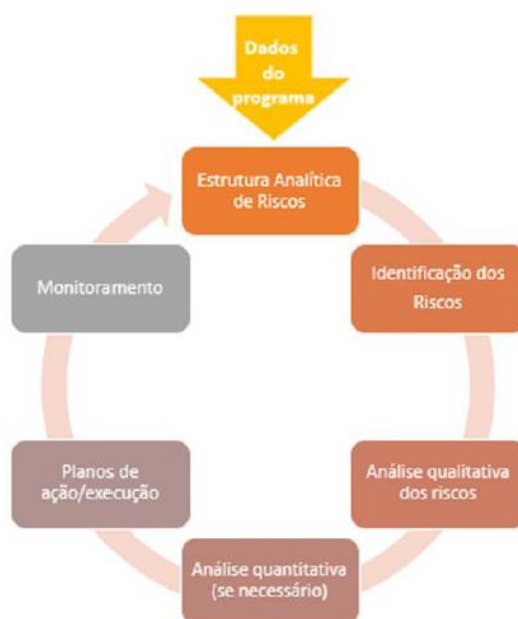 Dados
do
programa
Estrutura Analítica
de Riscos
Identificação dos
Riscos
Análise qualitativa
dos riscos
Análise quantitativa
(se necessário)
Planos de
ação/execução
Monitoramento